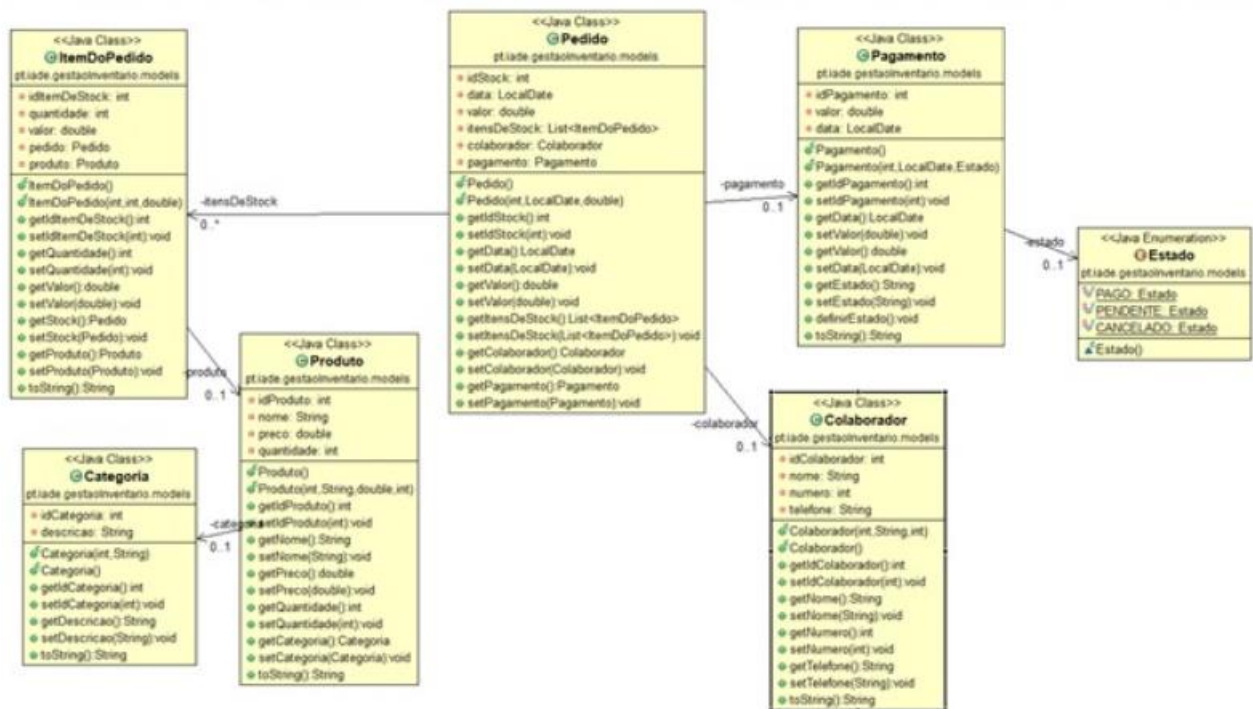 <<Java Class>>
ItemDoPedido
pt.iade.gestaoInventario.models
idItemDeStock: int
quantidade: int
valor: double
pedido: Pedido
produto: Produto
ItemDoPedido()
ItemDoPedido(int,int,double)
getIdItemDeStock():int
setIdItemDeStock(int):void
getQuantidade():int
setQuantidade(int):void
getValor():double
setValor(double):void
getStock():Pedido
setStock(Pedido):void
getProduto():Produto
setProduto(Produto):void
toString():String
-itensDeStock
0..*
<<Java Class>>
Pedido
pt.iade.gestaoInventario.models
idStock: int
data: LocalDate
valor: double
itensDeStock: List<ItemDoPedido>
colaborador: Colaborador
pagamento: Pagamento
Pedido()
Pedido(int,LocalDate,double)
getIdStock():int
setIdStock(int):void
getData():LocalDate
setData(LocalDate):void
getValor():double
setValor(double):void
getItensDeStock():List<ItemDoPedido>
setItensDeStock(List<ItemDoPedido>):void
getColaborador():Colaborador
setColaborador(Colaborador):void
getPagamento():Pagamento
setPagamento(Pagamento):void
-pagamento
0..1
<<Java Class>>
Pagamento
pt.iade.gestaoInventario.models
idPagamento: int
valor: double
data: LocalDate
Pagamento()
Pagamento(int,LocalDate,Estado)
getIdPagamento():int
setIdPagamento(int):void
getData():LocalDate
setValor(double):void
getValor():double
setData(LocalDate):void
getEstado():String
setEstado(String):void
definirEstado():void
toString():String
-estado
0..1
<<Java Enumeration>>
Estado
pt.iade.gestaoInventario.models
PAGO: Estado
PENDENTE: Estado
CANCELADO: Estado
Estado()
-produto
0..1
<<Java Class>>
Produto
pt.iade.gestaoInventario.models
idProduto: int
nome: String
preco: double
quantidade: int
Produto()
Produto(int,String,double,int)
getIdProduto():int
setIdProduto(int):void
getNome():String
setNome(String):void
getPreco():double
setPreco(double):void
getQuantidade():int
setQuantidade(int):void
getCategoria():Categoria
setCategoria(Categoria):void
toString():String
-categoria
0..1
<<Java Class>>
Categoria
pt.iade.gestaoInventario.models
idCategoria: int
descricao: String
Categoria(int,String)
Categoria()
getIdCategoria():int
setIdCategoria(int):void
getDescricao():String
setDescricao(String):void
toString():String
-colaborador
0..1
<<Java Class>>
Colaborador
pt.iade.gestaoInventario.models
idColaborador: int
nome: String
numero: int
telefone: String
Colaborador(int,String,int)
Colaborador()
getIdColaborador():int
setIdColaborador(int):void
getNome():String
setNome(String):void
getNumero():int
setNumero(int):void
getTelefone():String
setTelefone(String):void
toString():String